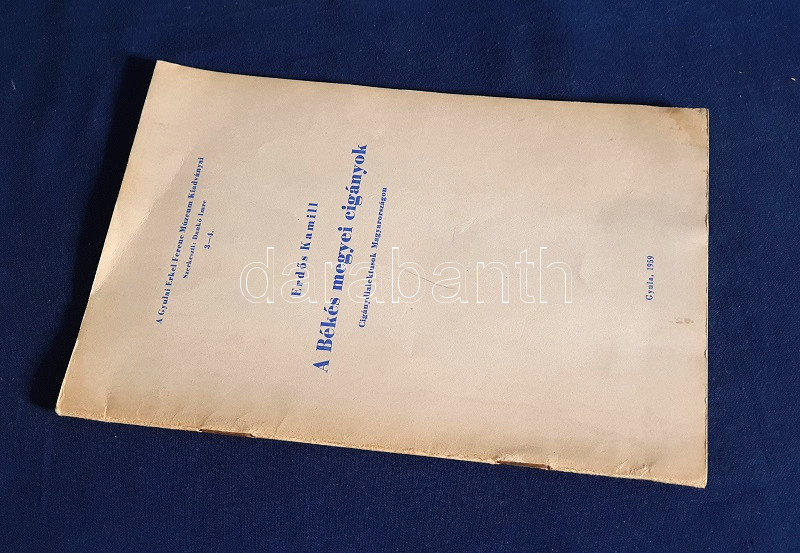 A Gyulai Erkel Ferenc Múzeum Kiadványai
Szerkeszti: Dankó Imre
3—4.
Erdős Kamill
A Békés megyei cigányok
Cigánydialektusok Magyarországon
Gyula, 1959
darabanth